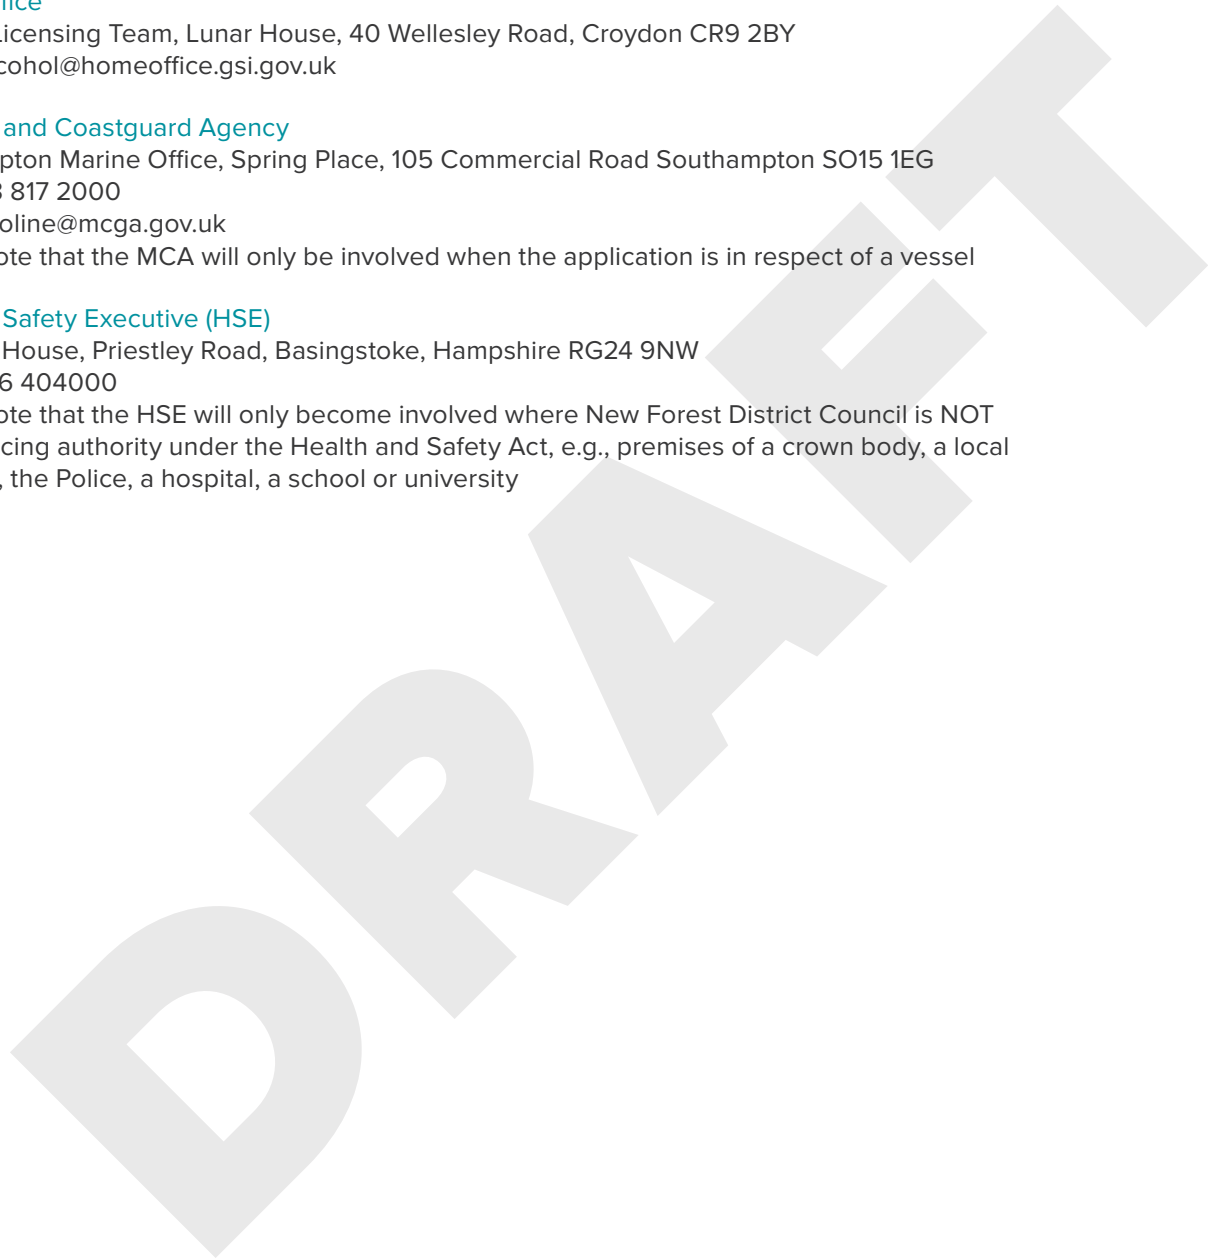 Licensing Team, Lunar House, 40 Wellesley Road, Croydon CR9 2BY
cohol@homeoffice.gsi.gov.uk
and Coastguard Agency
pton Marine Office, Spring Place, 105 Commercial Road Southampton SO15 1EG
817 2000
oline@mcga.gov.uk
ote that the MCA will only be involved when the application is in respect of a vessel
Safety Executive (HSE)
House, Priestley Road, Basingstoke, Hampshire RG24 9NW
6 404000
ote that the HSE will only become involved where New Forest District Council is NOT
cing authority under the Health and Safety Act, e.g., premises of a crown body, a local
, the Police, a hospital, a school or university
DRAFT